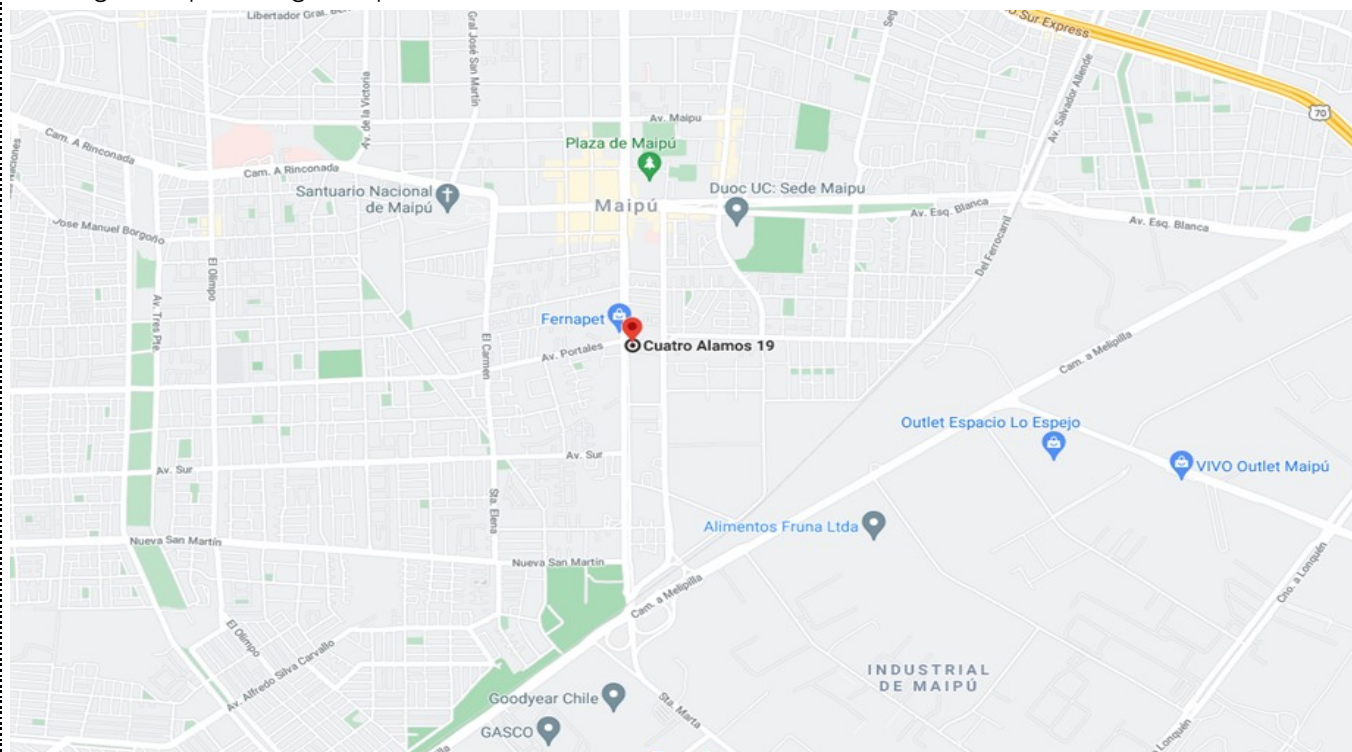 Libertador Gral.
Gral José San Martín
Av. de la Victoria
Sur Express
70
Av. Salvador Allende
Av. Maipu
Plaza de Maipú
Cam. A Rinconada
Cam. A Rinconada
Santuario Nacional
de Maipú
Duoc UC: Sede Maipu
Maipú
Av. Esq. Blanca
Av. Esq. Blanca
Jose Manuel Borgoño
El Olimpo
Del Ferrocarril
Av. Tres Pte.
Fernapet
Cuatro Alamos 19
El Carmen
Av. Portales
Cam. a Melipilla
Outlet Espacio Lo Espejo
VIVO Outlet Maipú
Av. Sur
Av. Sur
Sta. Elena
Alimentos Fruna Ltda
Nueva San Martín
Nueva San Martin
Cam. a Melipilla
Cno. a Lonquén
El Olimpo
Av. Alfredo Silva Carvallo
INDUSTRIAL
DE MAIPÚ
Goodyear Chile
Sta. Marta
GASCO
a Lonquén